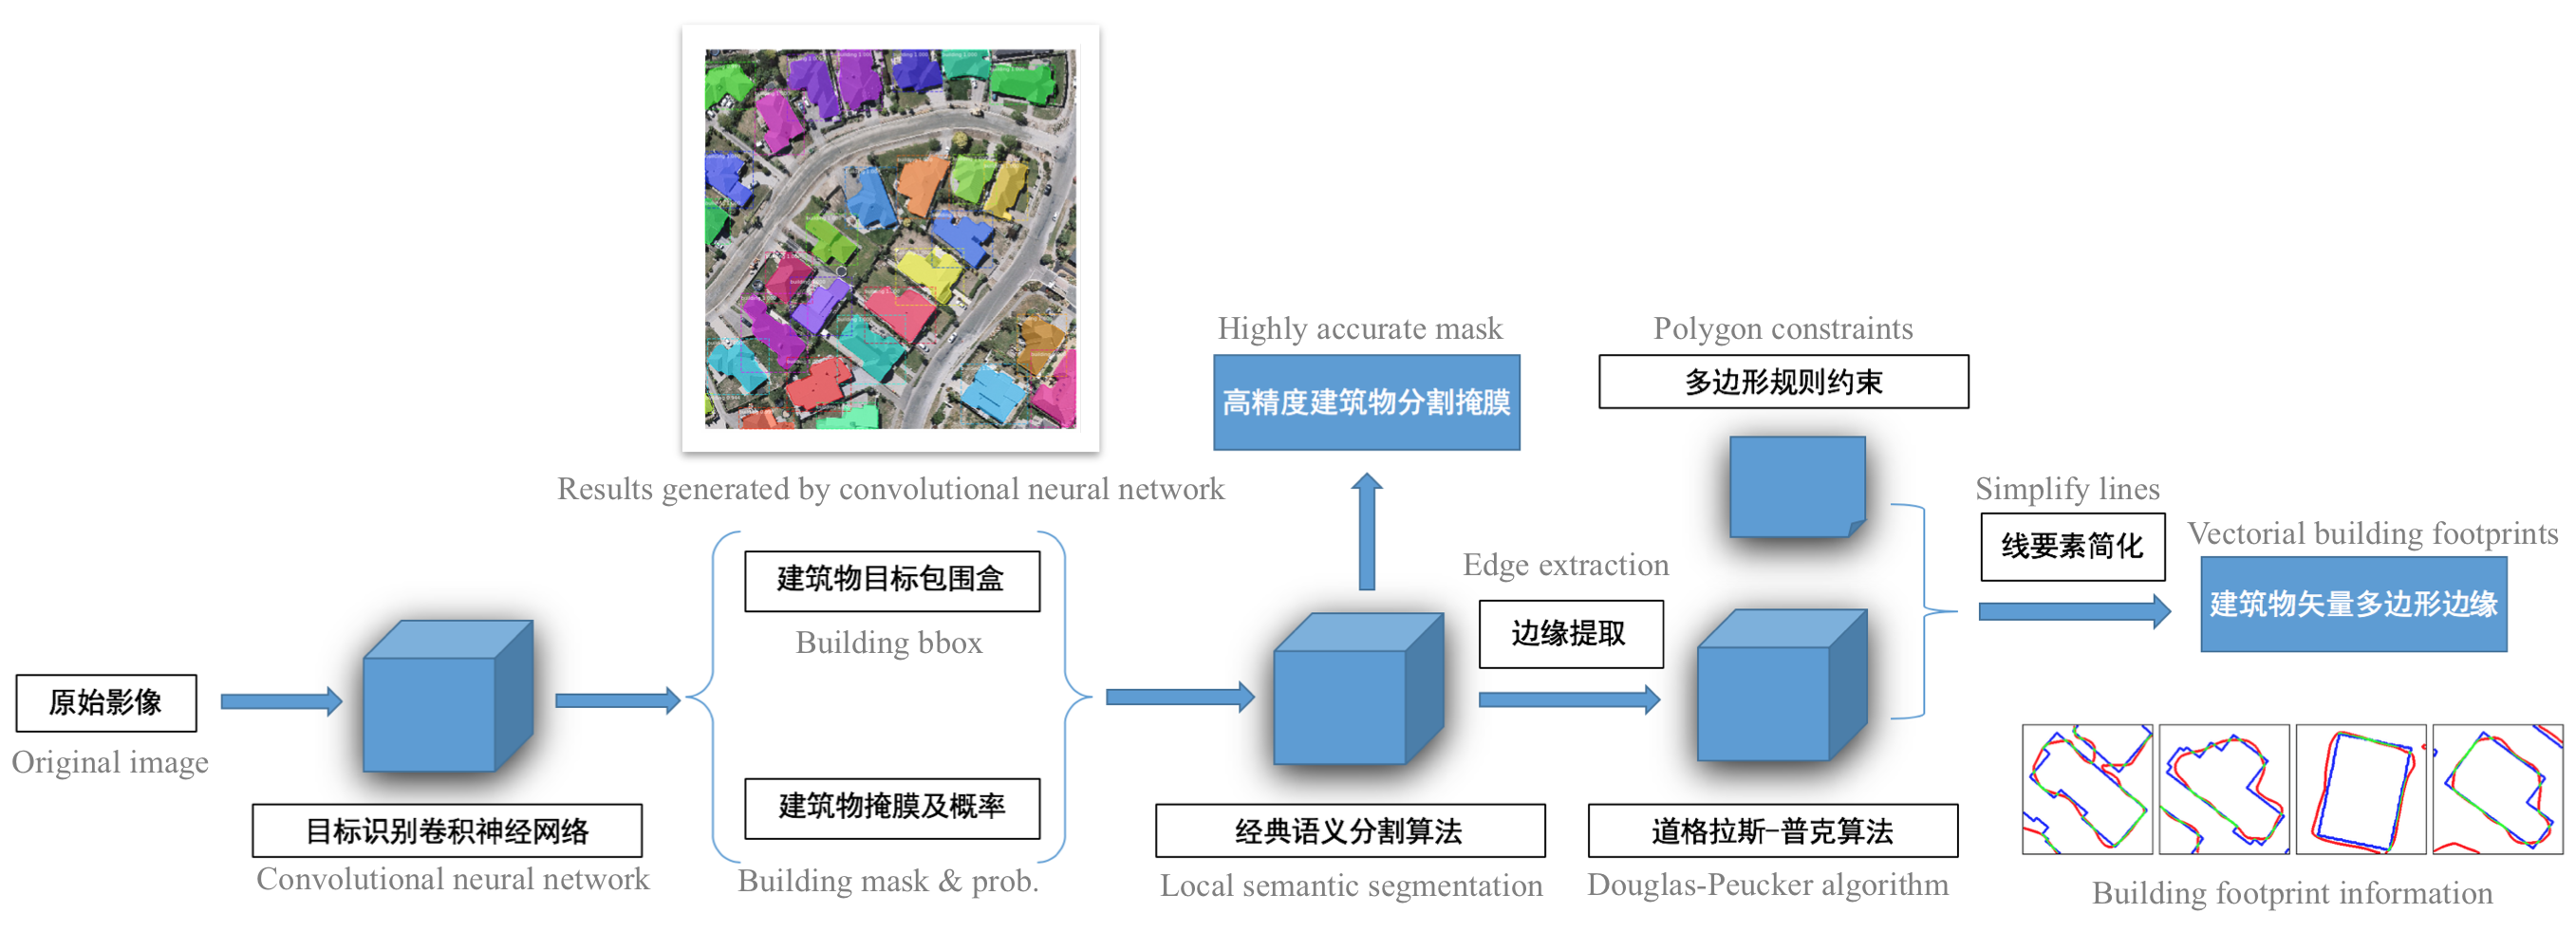 Results generated by convolutional neural network
原始影像
Original image
目标识别卷积神经网络
Convolutional neural network
建筑物目标包围盒
Building bbox
建筑物掩膜及概率
Building mask & prob.
Highly accurate mask
高精度建筑物分割掩膜
经典语义分割算法
Local semantic segmentation
Edge extraction
边缘提取
Polygon constraints
多边形规则约束
道格拉斯-普克算法
Douglas-Peucker algorithm
Simplify lines
线要素简化
Vectorial building footprints
建筑物矢量多边形边缘
Building footprint information